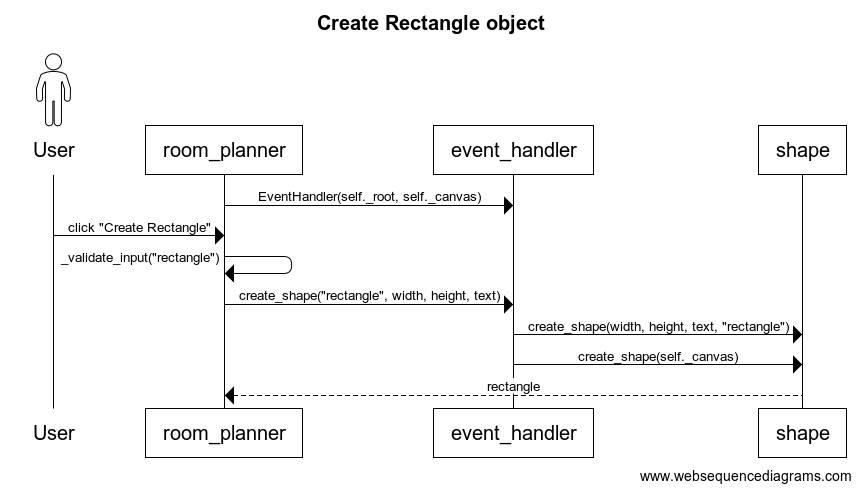 Create Rectangle object
User
room_planner
event_handler
shape
EventHandler(self._root, self._canvas)
click "Create Rectangle"
_validate_input("rectangle")
create_shape("rectangle", width, height, text)
create_shape(width, height, text, "rectangle")
create_shape(self._canvas)
rectangle
User
room_planner
event_handler
shape
www.websequencediagrams.com